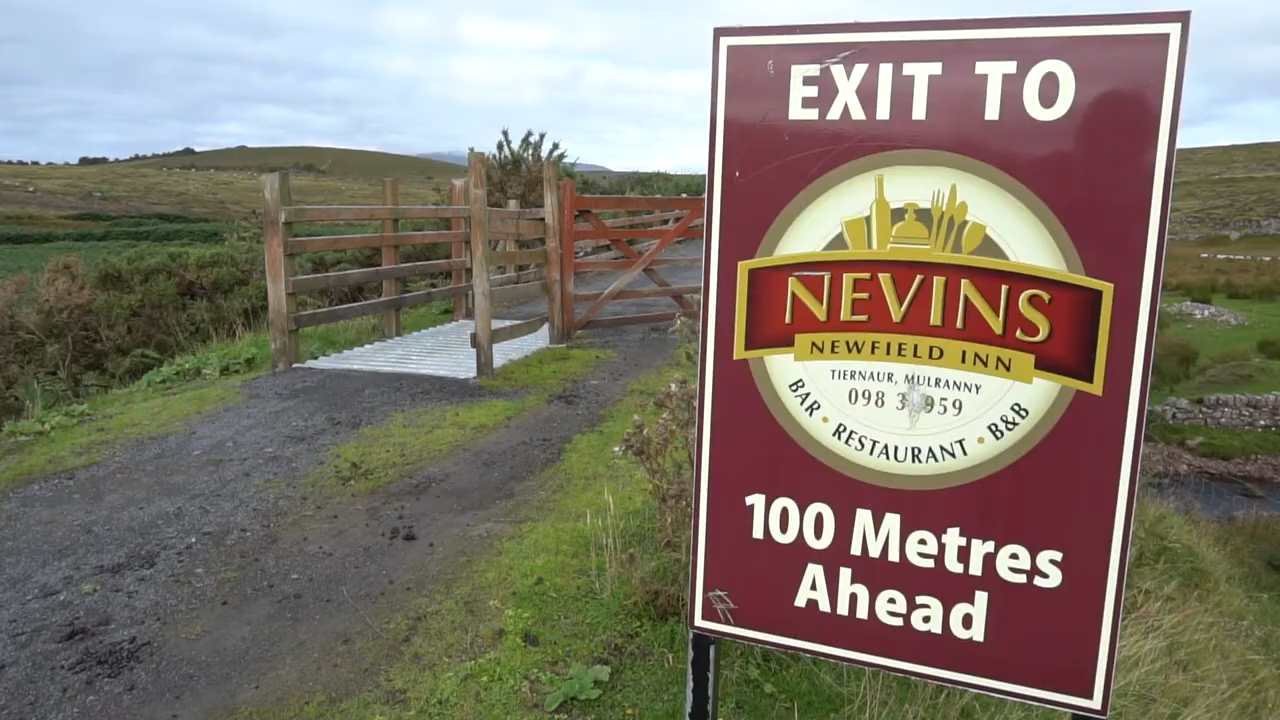 EXIT TO
NEVINS
NEWFIELD INN
TIERNAUR, MULRANNY
098
BAR • RESTAURANT • B&B
100 Metres
Ahead